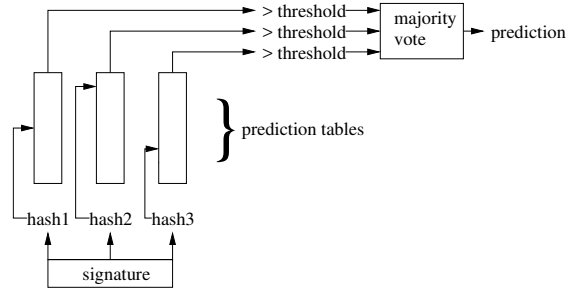 > threshold
> threshold
> threshold
majority
vote
prediction
prediction tables
hash1
hash2
hash3
signature